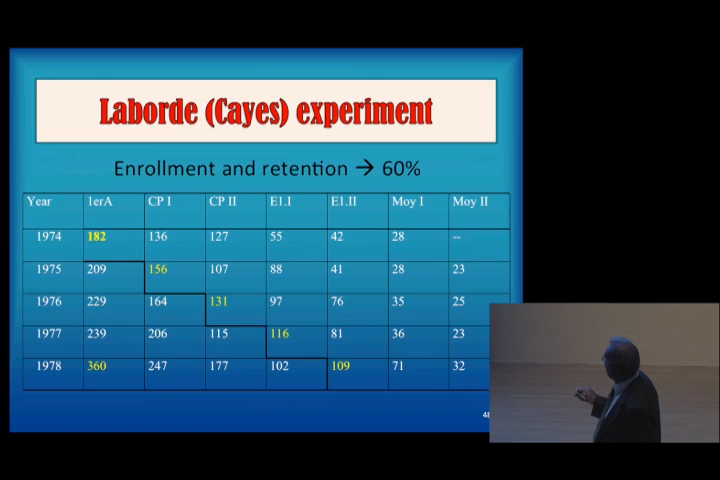 Laborde (Cayes) experiment
Enrollment and retention → 60%
Year 1erA CP I CP II E1.I E1.II Moy I Moy II
1974 182 136 127 55 42 28 --
1975 209 156 107 88 41 28 23
1976 229 164 131 97 76 35 25
1977 239 206 115 116 81 36 23
1978 360 247 177 102 109 71 32